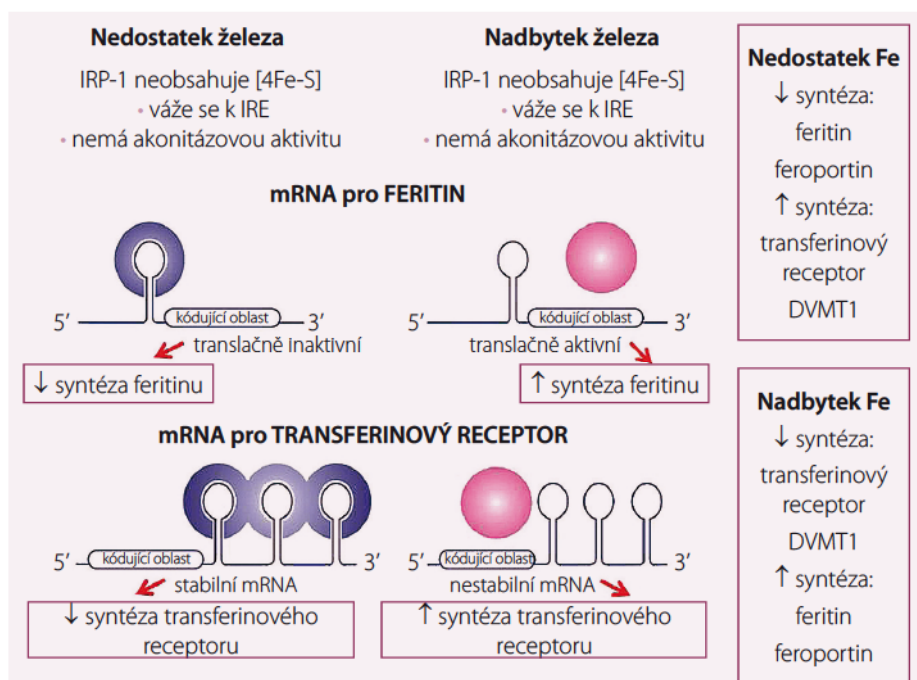 Nedostatek železa
IRP-1 neobsahuje [4Fe-S]
• váže se k IRE
• nemá akonitázovou aktivitu
Nadbytek železa
IRP-1 neobsahuje [4Fe-S]
• váže se k IRE
• nemá akonitázovou aktivitu
mRNA pro FERITIN
5′ kódující oblast 3′
translačně inaktivní
↓ syntéza feritinu
5′ kódující oblast 3′
translačně aktivní
↑ syntéza feritinu
mRNA pro TRANSFERINOVÝ RECEPTOR
5′ kódující oblast 3′
stabilní mRNA
↓ syntéza transferinového
receptoru
5′ kódující oblast 3′
nestabilní mRNA
↑ syntéza transferinového
receptoru
Nedostatek Fe
↓ syntéza:
feritin
feroportin
↑ syntéza:
transferinový
receptor
DVMT1
Nadbytek Fe
↓ syntéza:
transferinový
receptor
DVMT1
↑ syntéza:
feritin
feroportin